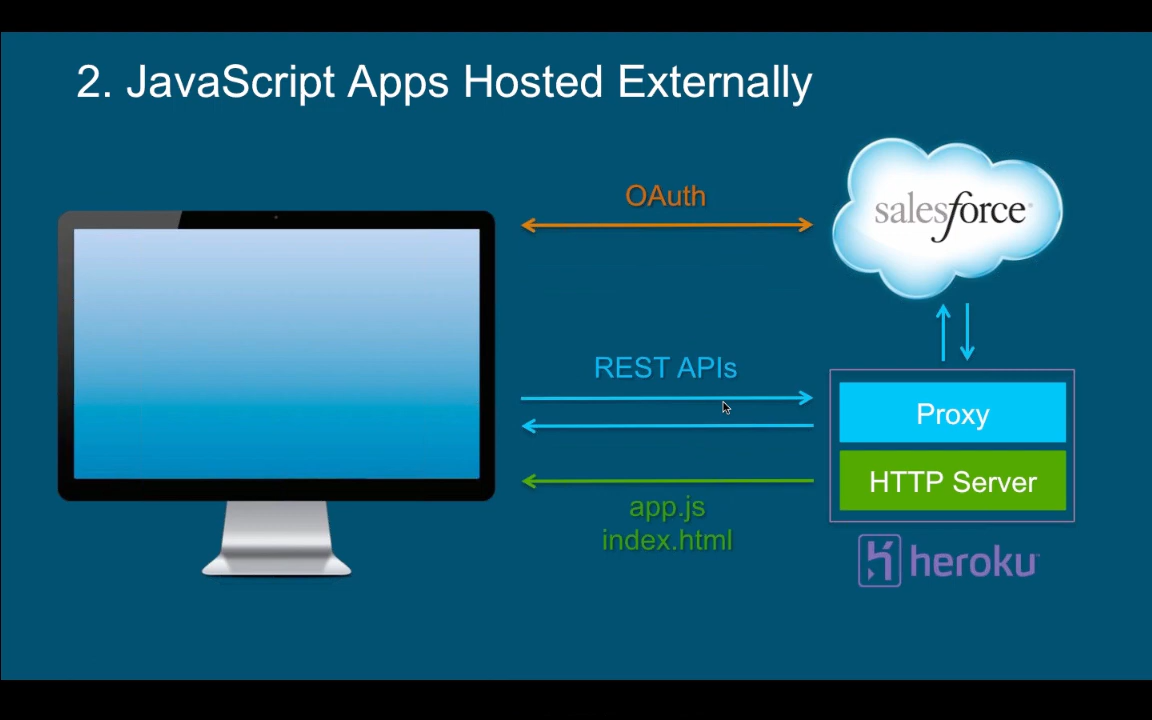 2. JavaScript Apps Hosted Externally
OAuth
salesforce
REST APIs
Proxy
HTTP Server
app.js
index.html
heroku